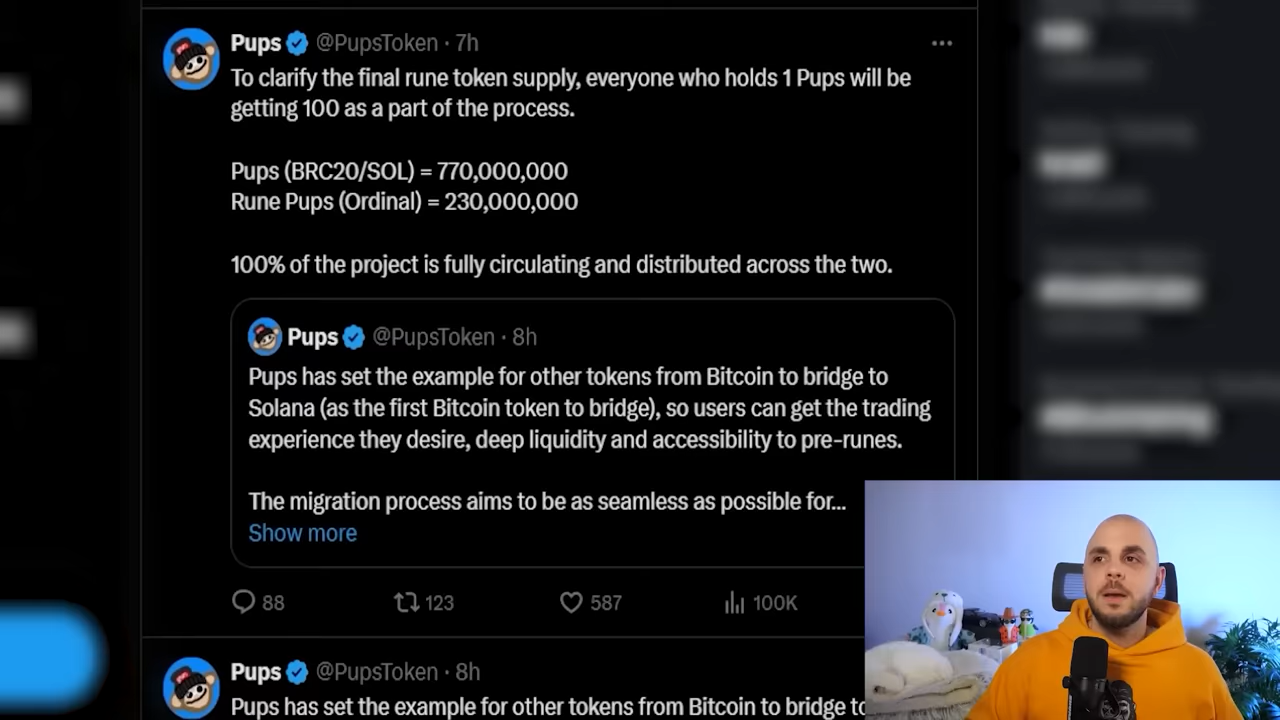 Pups @PupsToken · 7h
To clarify the final rune token supply, everyone who holds 1 Pups will be
getting 100 as a part of the process.
Pups (BRC20/SOL) = 770,000,000
Rune Pups (Ordinal) = 230,000,000
100% of the project is fully circulating and distributed across the two.
Pups @PupsToken · 8h
Pups has set the example for other tokens from Bitcoin to bridge to
Solana (as the first Bitcoin token to bridge), so users can get the trading
experience they desire, deep liquidity and accessibility to pre-runes.
The migration process aims to be as seamless as possible for...
Show more
88 123 587 100K
Pups @PupsToken · 8h
Pups has set the example for other tokens from Bitcoin to bridge to